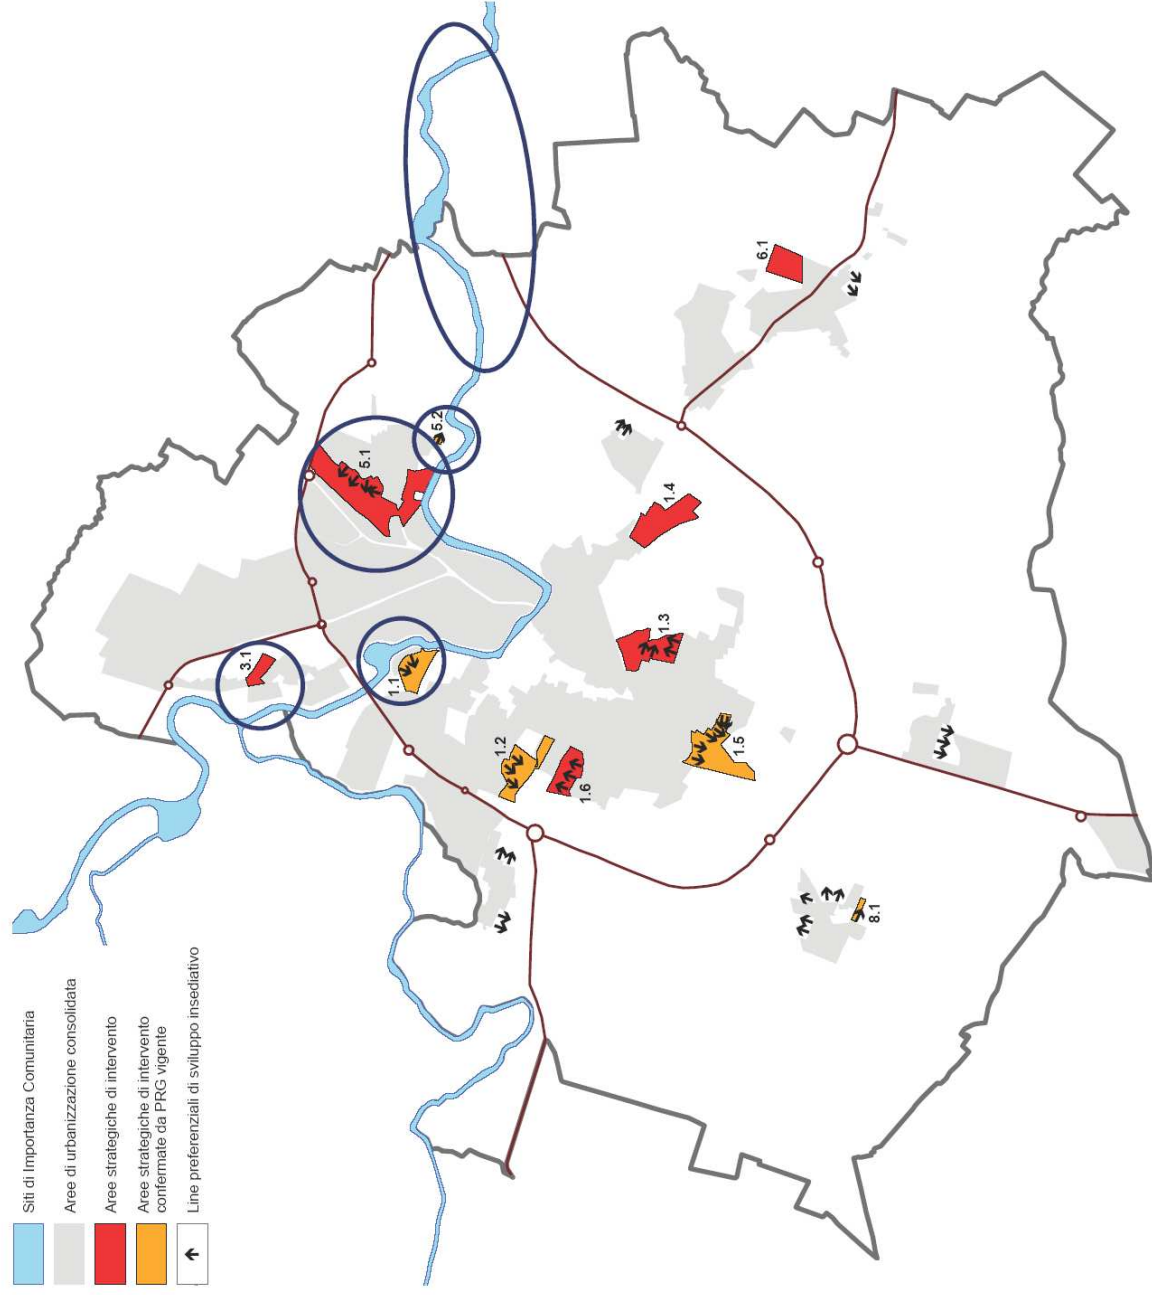 Siti di Importanza Comunitaria
Aree di urbanizzazione consolidata
Aree strategiche di intervento
Aree strategiche di intervento
confermate da PRG vigente
Line preferenziali di sviluppo insediativo
3.1
1.1
5.1
5.2
1.2
1.6
1.3
1.4
1.5
6.1
8.1